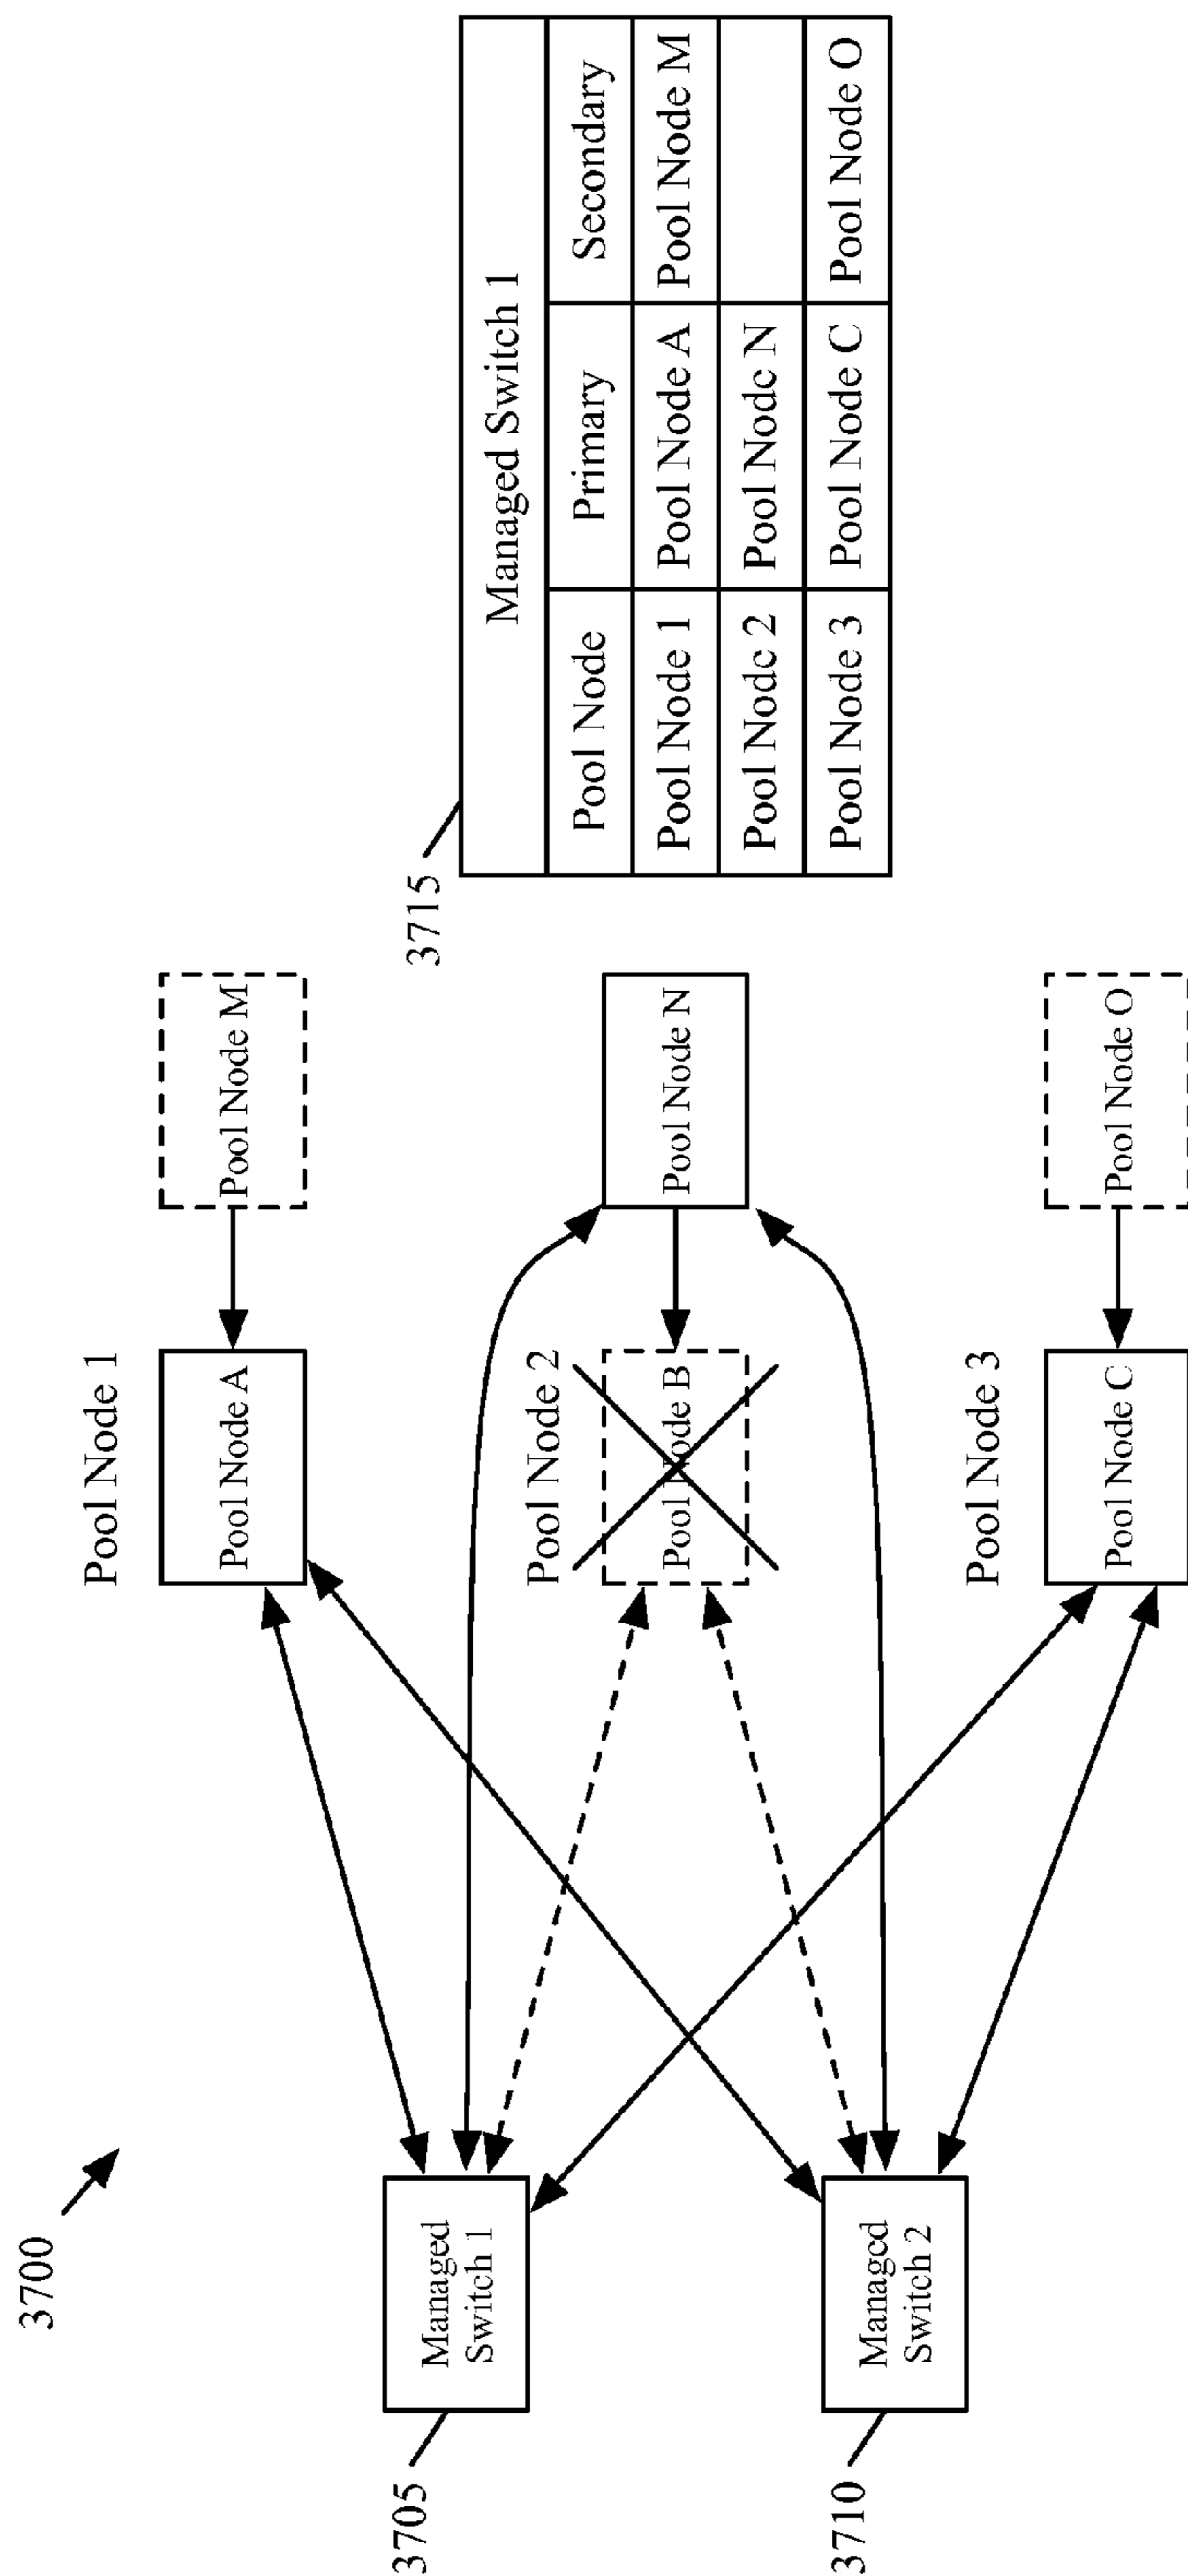 3700
Pool Node 1
Pool Node A
Pool Node M
3705
Managed
Switch 1
Pool Node 2
Pool Node B
Pool Node N
3710
Managed
Switch 2
Pool Node 3
Pool Node C
Pool Node O
3715
Managed Switch 1
Pool Node Primary Secondary
Pool Node 1 Pool Node A Pool Node M
Pool Node 2 Pool Node N
Pool Node 3 Pool Node C Pool Node O